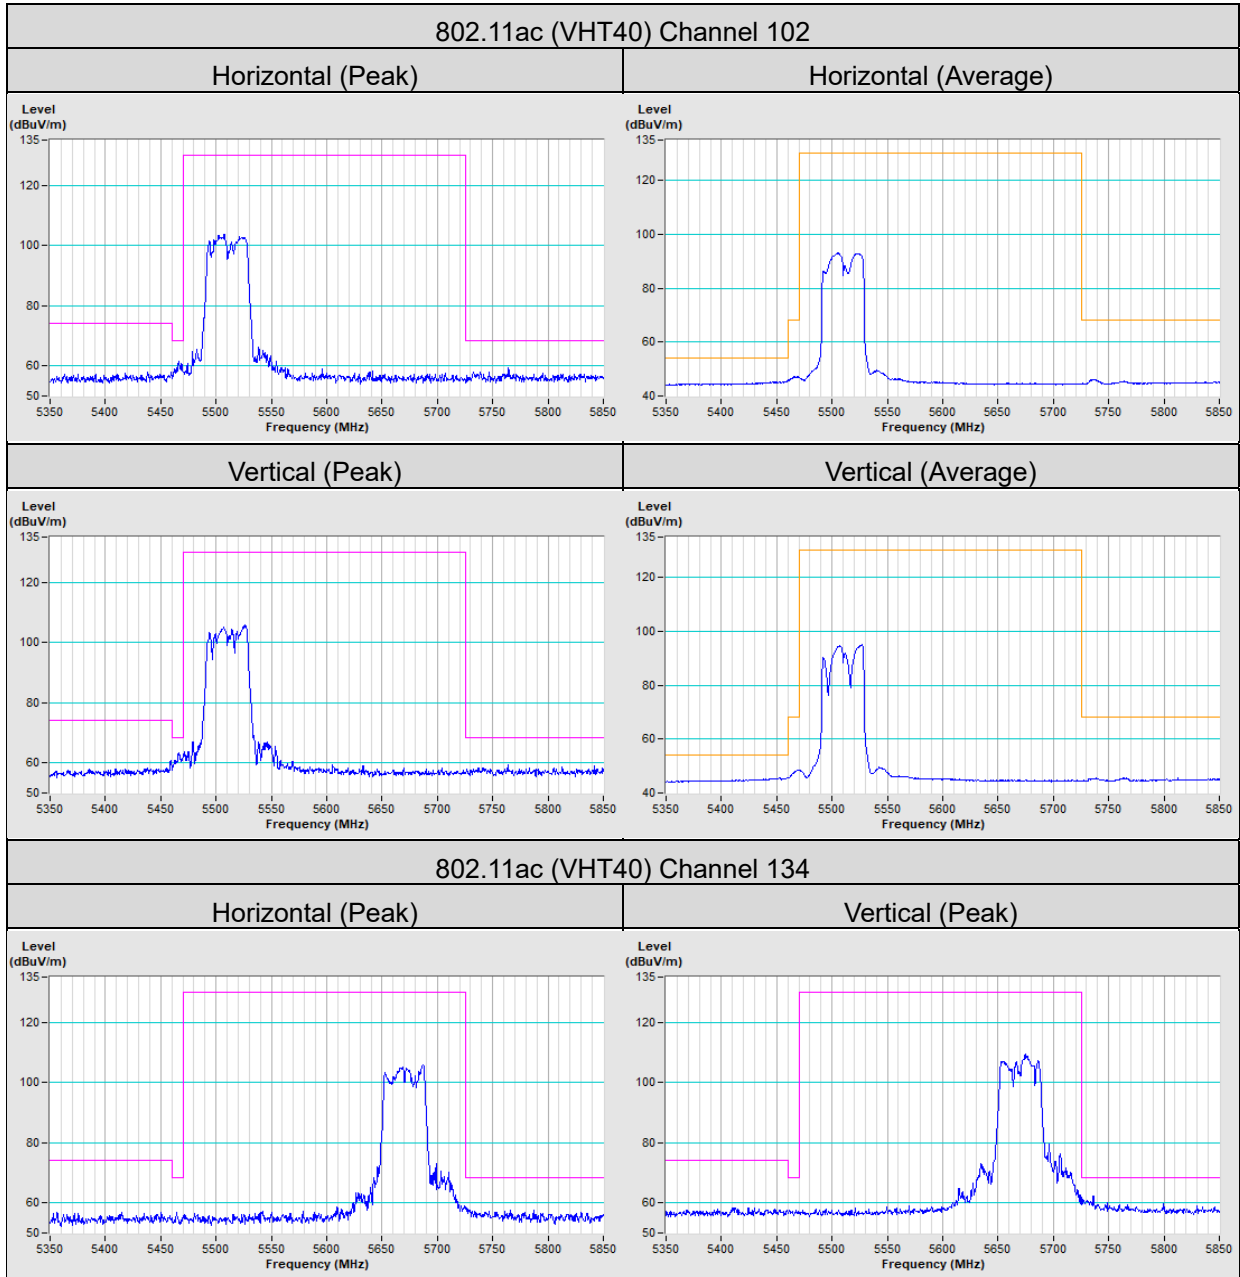 802.11ac (VHT40) Channel 102
Horizontal (Peak) Horizontal (Average)
Level
(dBuV/m)
135
120
100
80
60
50
5350 5400 5450 5500 5550 5600 5650 5700 5750 5800 5850
Frequency (MHz)
Level
(dBuV/m)
135
120
100
80
60
40
5350 5400 5450 5500 5550 5600 5650 5700 5750 5800 5850
Frequency (MHz)
Vertical (Peak) Vertical (Average)
Level
(dBuV/m)
135
120
100
80
60
50
5350 5400 5450 5500 5550 5600 5650 5700 5750 5800 5850
Frequency (MHz)
Level
(dBuV/m)
135
120
100
80
60
40
5350 5400 5450 5500 5550 5600 5650 5700 5750 5800 5850
Frequency (MHz)
802.11ac (VHT40) Channel 134
Horizontal (Peak) Vertical (Peak)
Level
(dBuV/m)
135
120
100
80
60
50
5350 5400 5450 5500 5550 5600 5650 5700 5750 5800 5850
Frequency (MHz)
Level
(dBuV/m)
135
120
100
80
60
50
5350 5400 5450 5500 5550 5600 5650 5700 5750 5800 5850
Frequency (MHz)